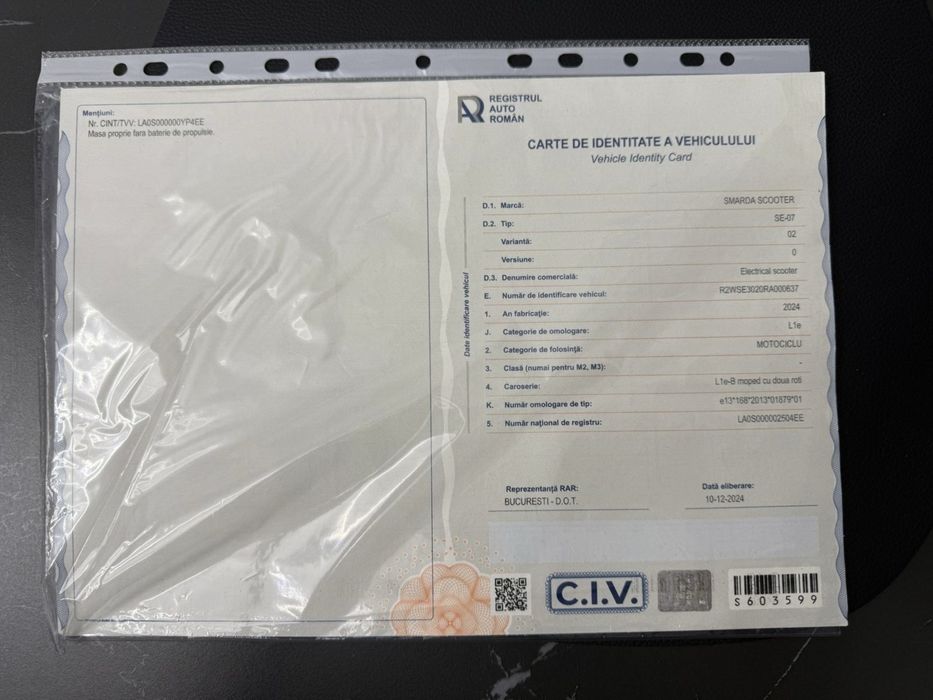 Mențiuni:
Nr. CINT/TVV: LA0S000000YP4EE
Masa proprie fara baterie de propulsie.
REGISTRUL
AUTO
ROMÂN
CARTE DE IDENTITATE A VEHICULULUI
Vehicle Identity Card
Date identificare vehicul
D.1. Marcă: SMARDA SCOOTER
D.2. Tip: SE-07
Variantă: 02
Versiune: 0
D.3. Denumire comercială: Electrical scooter
E. Număr de identificare vehicul: R2WSE3020RA000637
1. An fabricație: 2024
J. Categorie de omologare: L1e
2. Categorie de folosință: MOTOCICLU
3. Clasă (numai pentru M2, M3): -
4. Caroserie: L1e-B moped cu doua roti
K. Număr omologare de tip: e13*168*2013*01879*01
5. Număr național de registru: LA0S000002504EE
Reprezentanță RAR: Dată eliberare:
BUCURESTI - D.O.T. 10-12-2024
C.I.V.
S603599